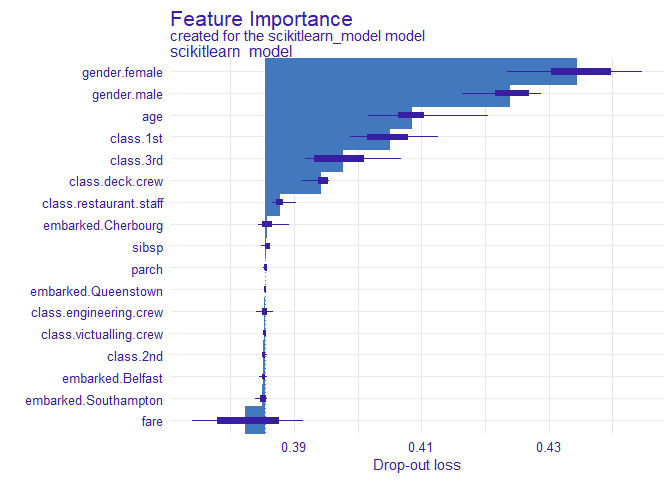 Feature Importance
created for the scikitlearn_model model
scikitlearn_model
gender.female
gender.male
age
class.1st
class.3rd
class.deck.crew
class.restaurant.staff
embarked.Cherbourg
sibsp
parch
embarked.Queenstown
class.engineering.crew
class.victualling.crew
class.2nd
embarked.Belfast
embarked.Southampton
fare
0.39 0.41 0.43
Drop-out loss